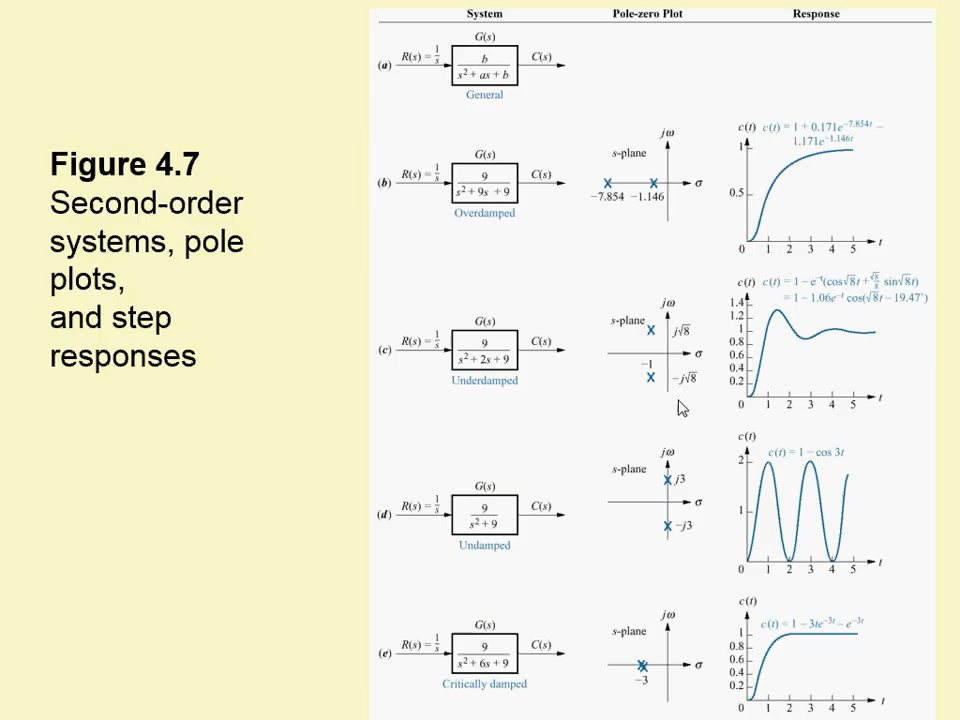 Figure 4.7
Second-order
systems, pole
plots,
and step
responses
System Pole-zero Plot Response
(a) R(s) = 1/s G(s) b/(s² + as + b) C(s)
General
(b) R(s) = 1/s G(s) 9/(s² + 9s + 9) C(s)
Overdamped
jω
s-plane
σ
−7.854 −1.146
c(t) c(t) = 1 + 0.171e^−7.854t −
1.171e^−1.146t
1
0.5
0 1 2 3 4 5 t
(c) R(s) = 1/s G(s) 9/(s² + 2s + 9) C(s)
Underdamped
jω
s-plane
j√8
σ
−1
−j√8
c(t) c(t) = 1 − e^−t(cos√8t + √8/8 sin√8t)
= 1 − 1.06e^−t cos(√8t − 19.47°)
1.4
1.2
1
0.8
0.6
0.4
0.2
0 1 2 3 4 5 t
(d) R(s) = 1/s G(s) 9/(s² + 9) C(s)
Undamped
jω
s-plane
j3
σ
−j3
c(t)
c(t) = 1 − cos 3t
2
1
0 1 2 3 4 5 t
(e) R(s) = 1/s G(s) 9/(s² + 6s + 9) C(s)
Critically damped
jω
s-plane
σ
−3
c(t)
c(t) = 1 − 3te^−3t − e^−3t
1
0.8
0.6
0.4
0.2
0 1 2 3 4 5 t